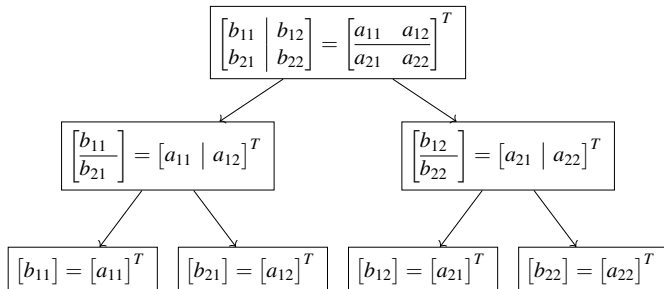 [b₁₁ | b₁₂
b₂₁ | b₂₂] = [a₁₁ a₁₂
a₂₁ a₂₂]ᵀ
[b₁₁
b₂₁] = [a₁₁ | a₁₂]ᵀ
[b₁₂
b₂₂] = [a₂₁ | a₂₂]ᵀ
[b₁₁] = [a₁₁]ᵀ
[b₂₁] = [a₁₂]ᵀ
[b₁₂] = [a₂₁]ᵀ
[b₂₂] = [a₂₂]ᵀ